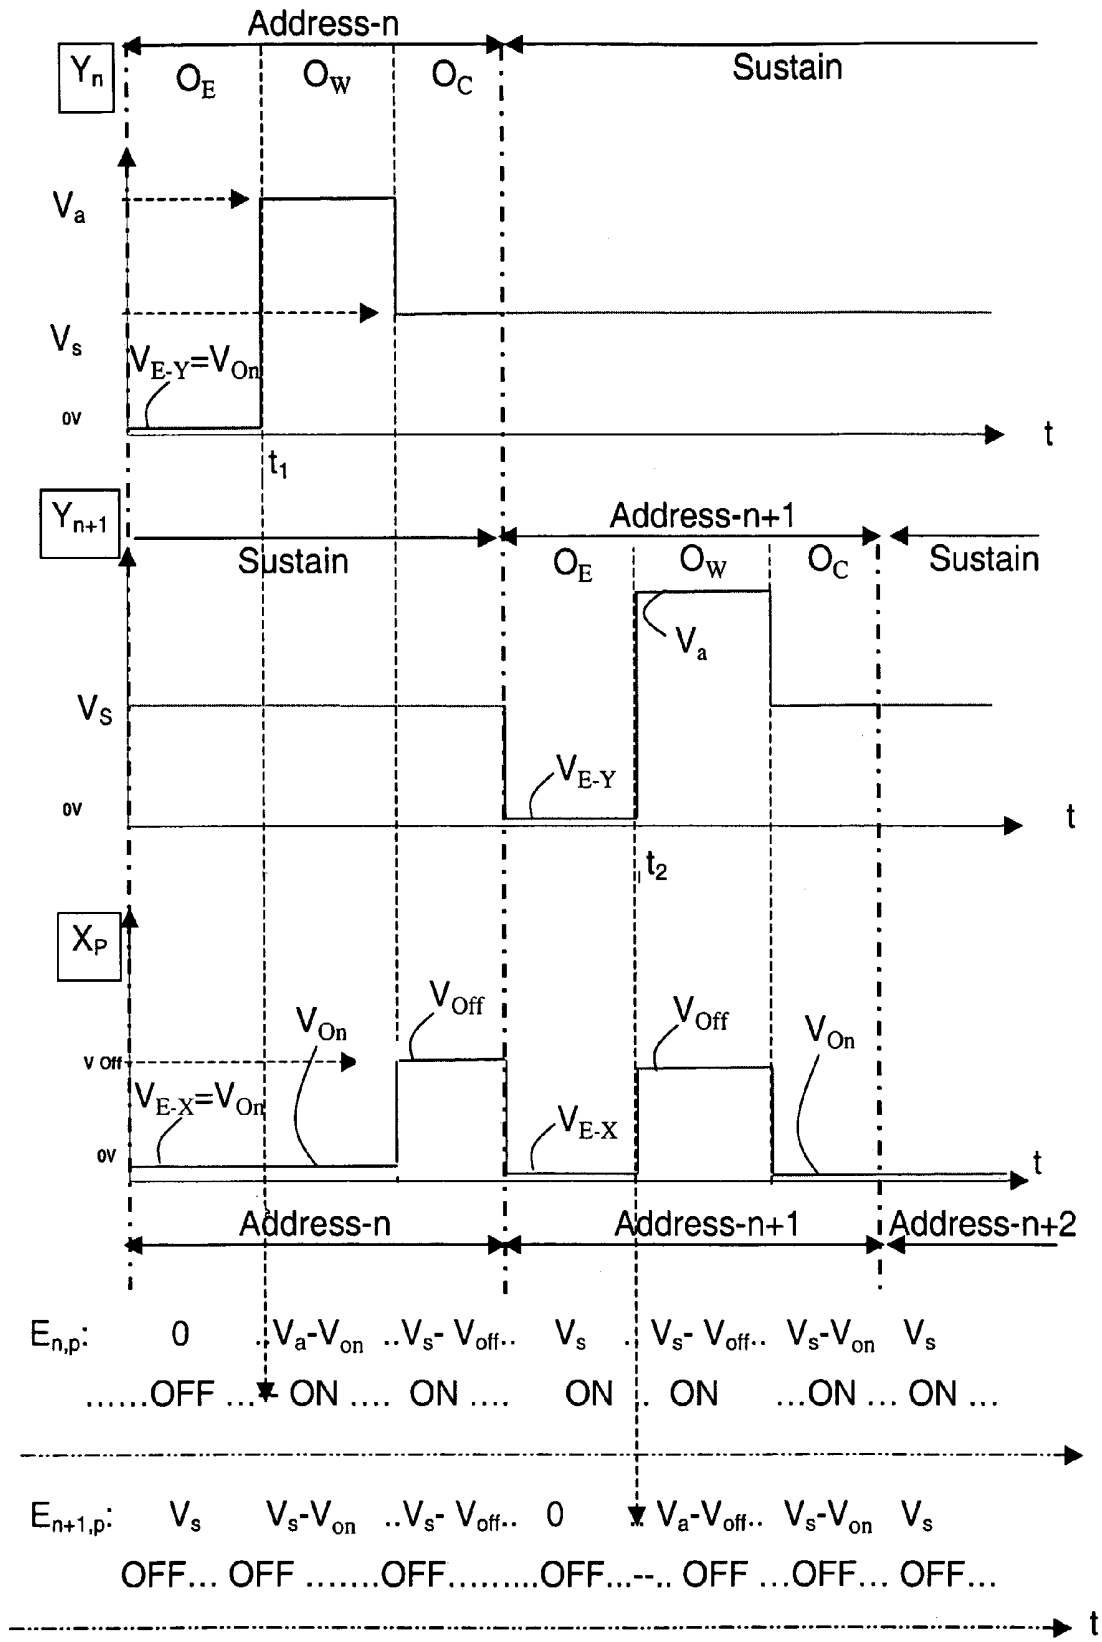 Address-n
Yn OE OW OC Sustain
Va
Vs
VE-Y=VOn
0V
t
t1
Yn+1 Address-n+1
Sustain OE OW OC Sustain
Va
VS
VE-Y
0V
t
t2
XP
VOff
VOn VOff VOn
V Off
VE-X=VOn
VE-X
0V
t
Address-n Address-n+1 Address-n+2
En,p: 0 ..Va-Von ..Vs- Voff.. Vs .. Vs- Voff.. Vs-Von Vs
......OFF ...- ON .... ON .... ON .. ON ...ON ... ON ...
En+1,p: Vs Vs-Von ..Vs- Voff.. 0 .. Va-Voff.. Vs-Von Vs
OFF... OFF .......OFF.........OFF...--.. OFF ...OFF... OFF...
t